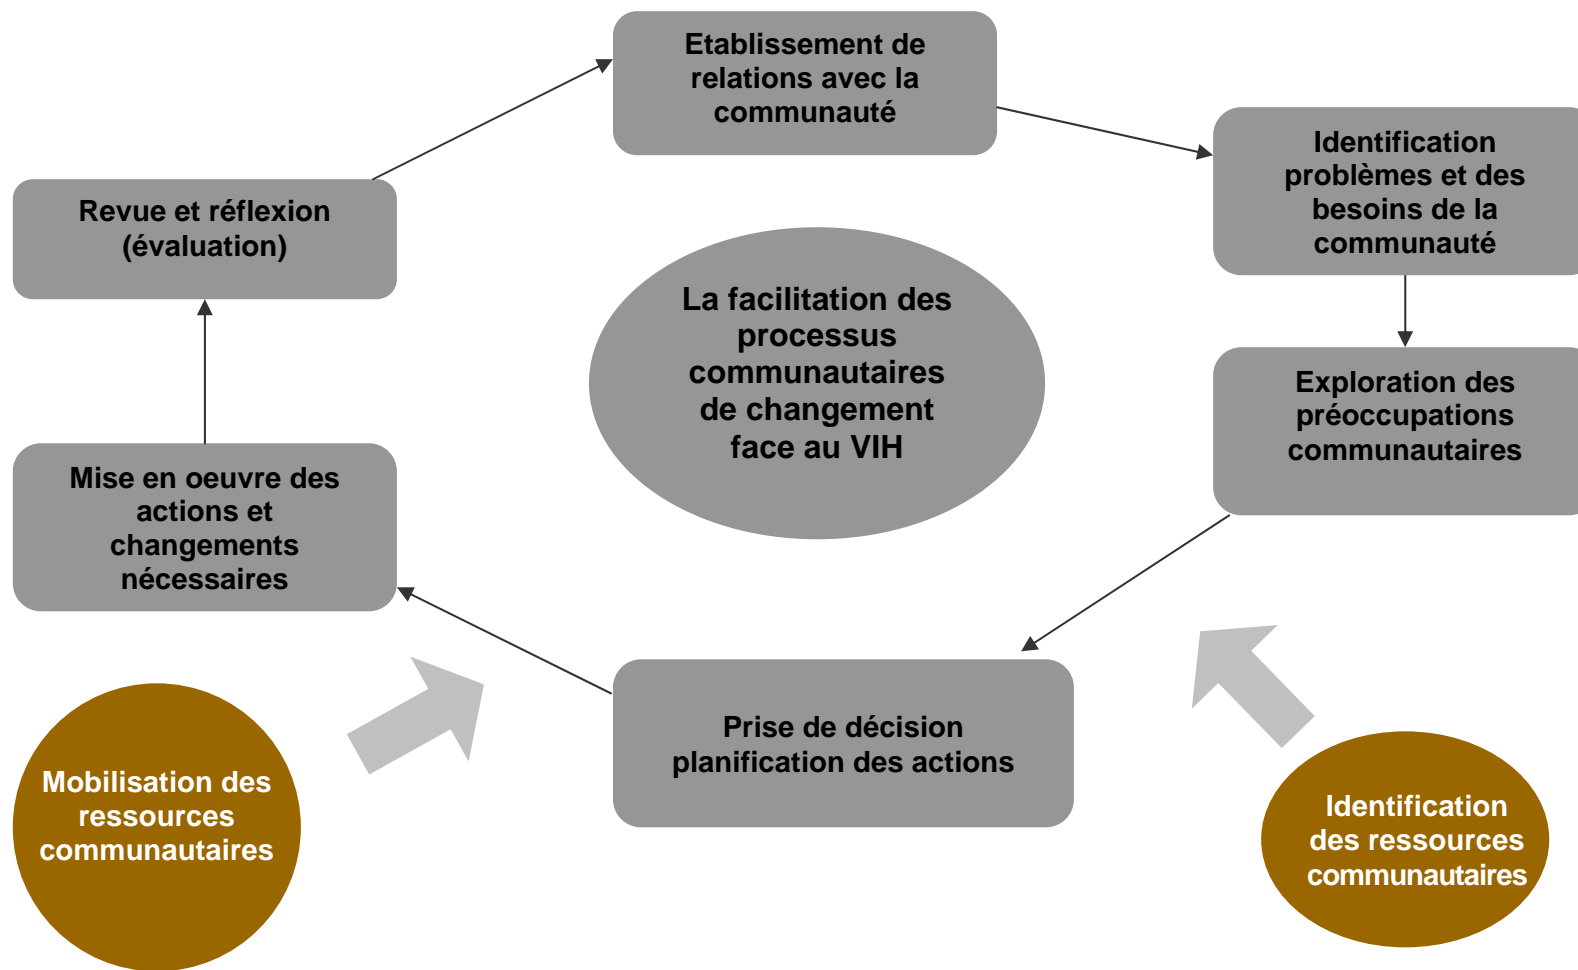 Etablissement de
relations avec la
communauté
Identification
problèmes et des
besoins de la
communauté
Revue et réflexion
(évaluation)
La facilitation des
processus
communautaires
de changement
face au VIH
Exploration des
préoccupations
communautaires
Mise en oeuvre des
actions et
changements
nécessaires
Prise de décision
planification des actions
Mobilisation des
ressources
communautaires
Identification
des ressources
communautaires